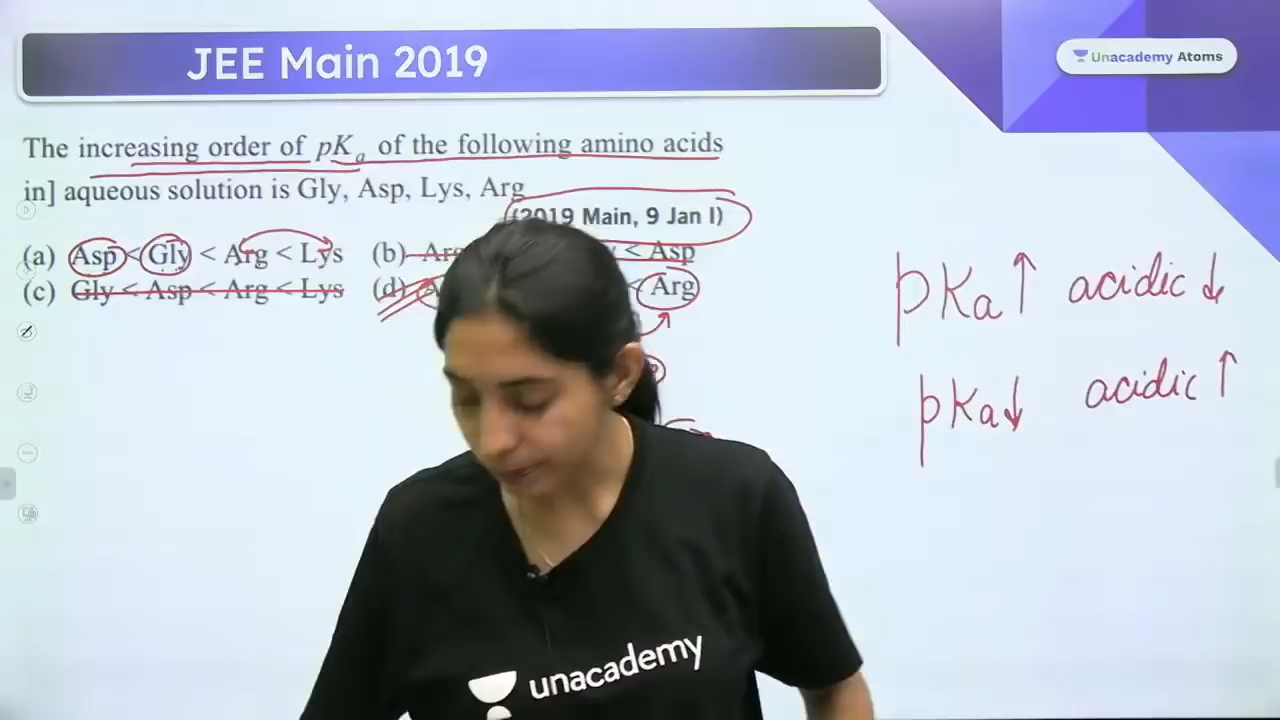 JEE Main 2019
Unacademy Atoms
The increasing order of pKa of the following amino acids
in] aqueous solution is Gly, Asp, Lys, Arg
(2019 Main, 9 Jan I)
(a) Asp < Gly < Arg < Lys (b) < Asp
(c) Gly < Asp < Arg < Lys (d) Arg
pKa ↑ acidic ↓
pKa ↓ acidic ↑
unacademy